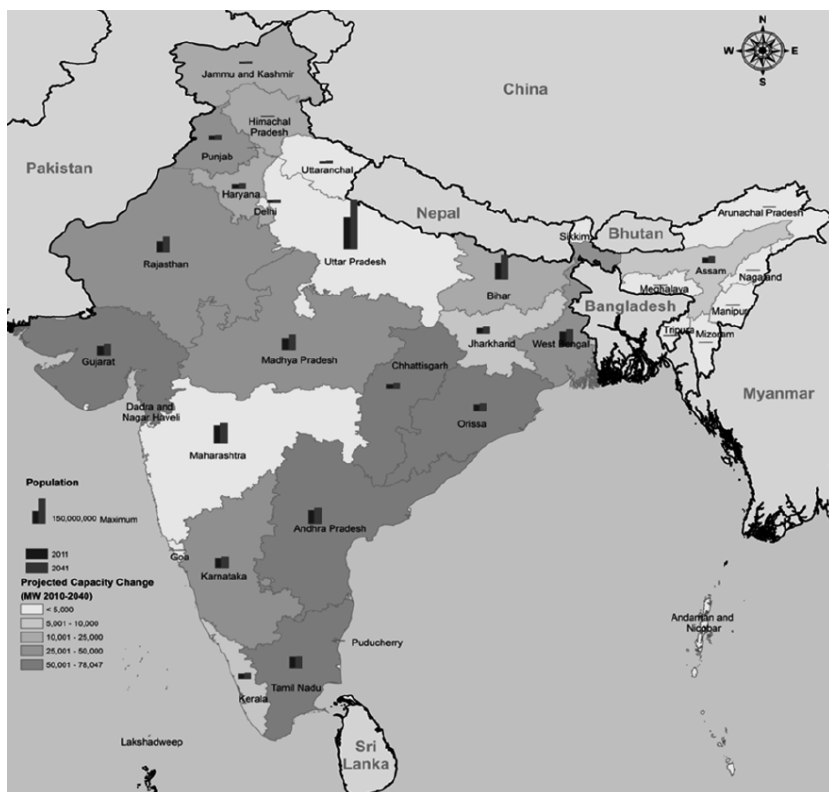 N
W E
S
Jammu and Kashmir
China
Himachal
Pradesh
Punjab
Pakistan
Uttaranchal
Haryana
Delhi
Nepal
Arunachal Pradesh
Sikkim
Bhutan
Rajasthan
Uttar Pradesh
Assam
Nagaland
Bihar
Meghalaya
Bangladesh
Manipur
Tripura
Mizoram
Jharkhand
West Bengal
Gujarat
Madhya Pradesh
Chhattisgarh
Myanmar
Dadra and
Nagar Haveli
Orissa
Maharashtra
Population
150,000,000 Maximum
Andhra Pradesh
2011
2041
Goa
Karnataka
Projected Capacity Change
(MW 2010-2040)
< 5,000
5,001 - 10,000
10,001 - 25,000
25,001 - 50,000
50,001 - 78,047
Andaman and
Nicobar
Puducherry
Kerala
Tamil Nadu
Lakshadweep
Sri
Lanka